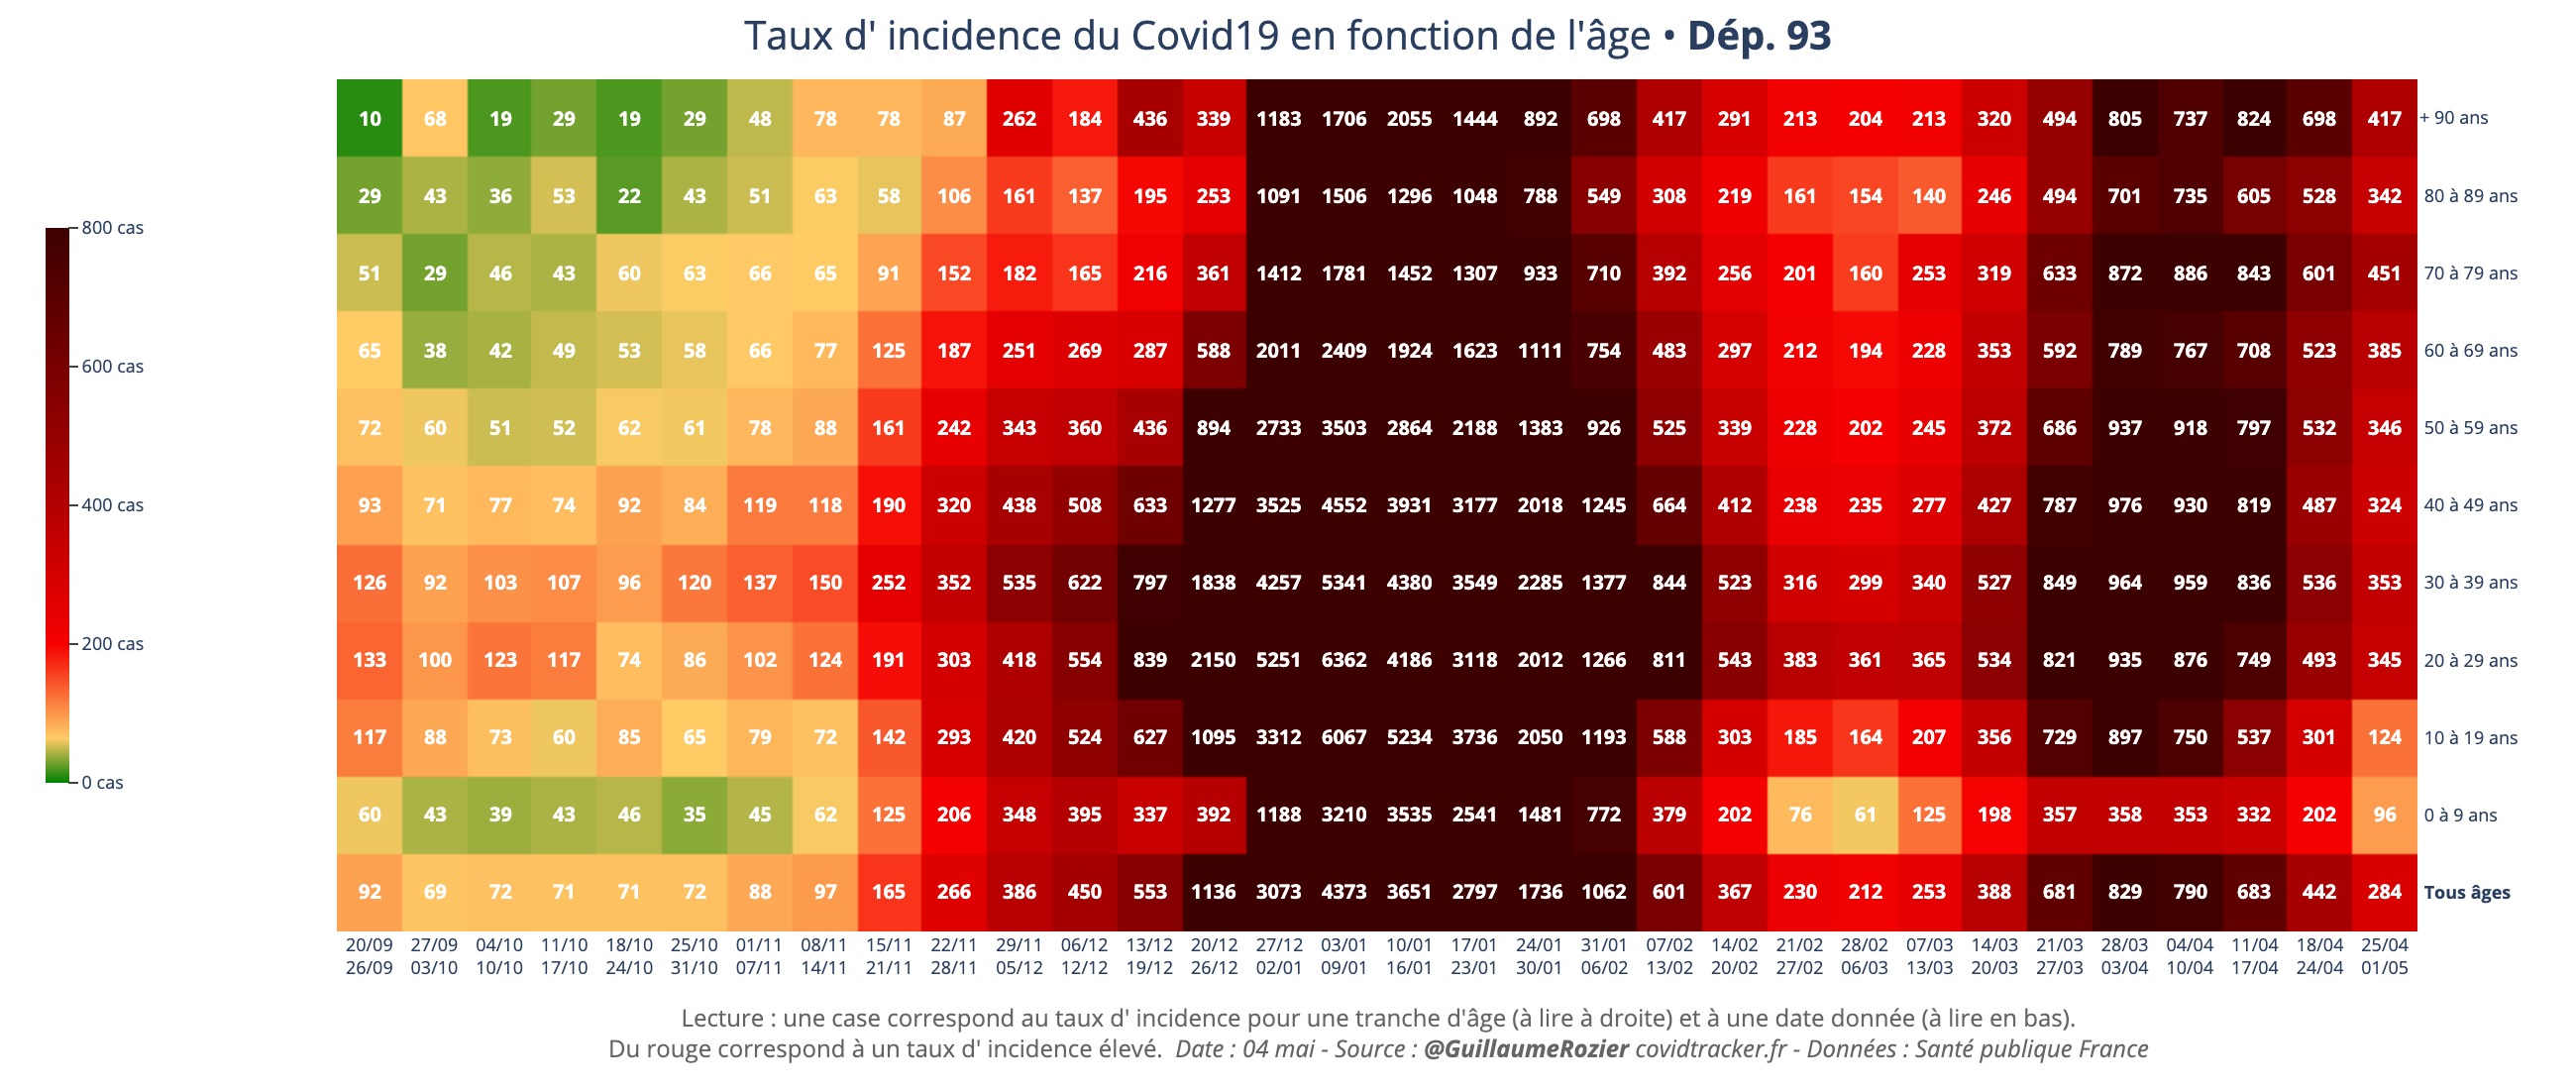 Taux d' incidence du Covid19 en fonction de l'âge • Dép. 93
800 cas
600 cas
400 cas
200 cas
0 cas
10 68 19 29 19 29 48 78 78 87 262 184 436 339 1183 1706 2055 1444 892 698 417 291 213 204 213 320 494 805 737 824 698 417 + 90 ans
29 43 36 53 22 43 51 63 58 106 161 137 195 253 1091 1506 1296 1048 788 549 308 219 161 154 140 246 494 701 735 605 528 342 80 à 89 ans
51 29 46 43 60 63 66 65 91 152 182 165 216 361 1412 1781 1452 1307 933 710 392 256 201 160 253 319 633 872 886 843 601 451 70 à 79 ans
65 38 42 49 53 58 66 77 125 187 251 269 287 588 2011 2409 1924 1623 1111 754 483 297 212 194 228 353 592 789 767 708 523 385 60 à 69 ans
72 60 51 52 62 61 78 88 161 242 343 360 436 894 2733 3503 2864 2188 1383 926 525 339 228 202 245 372 686 937 918 797 532 346 50 à 59 ans
93 71 77 74 92 84 119 118 190 320 438 508 633 1277 3525 4552 3931 3177 2018 1245 664 412 238 235 277 427 787 976 930 819 487 324 40 à 49 ans
126 92 103 107 96 120 137 150 252 352 535 622 797 1838 4257 5341 4380 3549 2285 1377 844 523 316 299 340 527 849 964 959 836 536 353 30 à 39 ans
133 100 123 117 74 86 102 124 191 303 418 554 839 2150 5251 6362 4186 3118 2012 1266 811 543 383 361 365 534 821 935 876 749 493 345 20 à 29 ans
117 88 73 60 85 65 79 72 142 293 420 524 627 1095 3312 6067 5234 3736 2050 1193 588 303 185 164 207 356 729 897 750 537 301 124 10 à 19 ans
60 43 39 43 46 35 45 62 125 206 348 395 337 392 1188 3210 3535 2541 1481 772 379 202 76 61 125 198 357 358 353 332 202 96 0 à 9 ans
92 69 72 71 71 72 88 97 165 266 386 450 553 1136 3073 4373 3651 2797 1736 1062 601 367 230 212 253 388 681 829 790 683 442 284 Tous âges
20/09 27/09 04/10 11/10 18/10 25/10 01/11 08/11 15/11 22/11 29/11 06/12 13/12 20/12 27/12 03/01 10/01 17/01 24/01 31/01 07/02 14/02 21/02 28/02 07/03 14/03 21/03 28/03 04/04 11/04 18/04 25/04
26/09 03/10 10/10 17/10 24/10 31/10 07/11 14/11 21/11 28/11 05/12 12/12 19/12 26/12 02/01 09/01 16/01 23/01 30/01 06/02 13/02 20/02 27/02 06/03 13/03 20/03 27/03 03/04 10/04 17/04 24/04 01/05
Lecture : une case correspond au taux d' incidence pour une tranche d'âge (à lire à droite) et à une date donnée (à lire en bas).
Du rouge correspond à un taux d' incidence élevé. Date : 04 mai - Source : @GuillaumeRozier covidtracker.fr - Données : Santé publique France